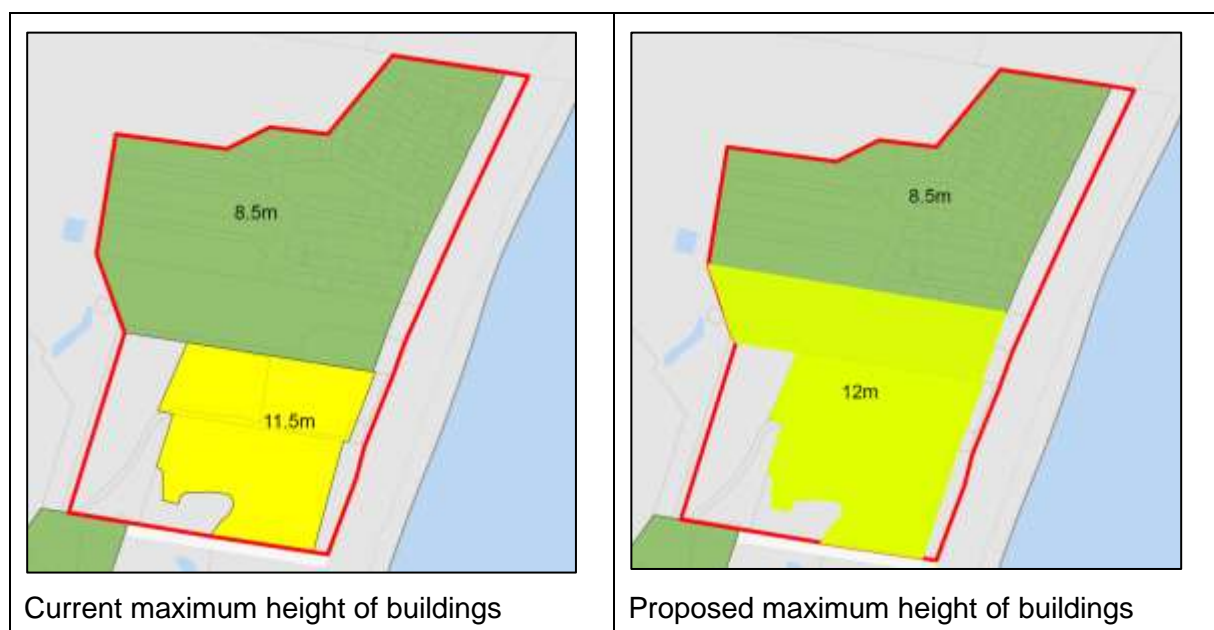 8.5m
11.5m
Current maximum height of buildings
8.5m
12m
Proposed maximum height of buildings